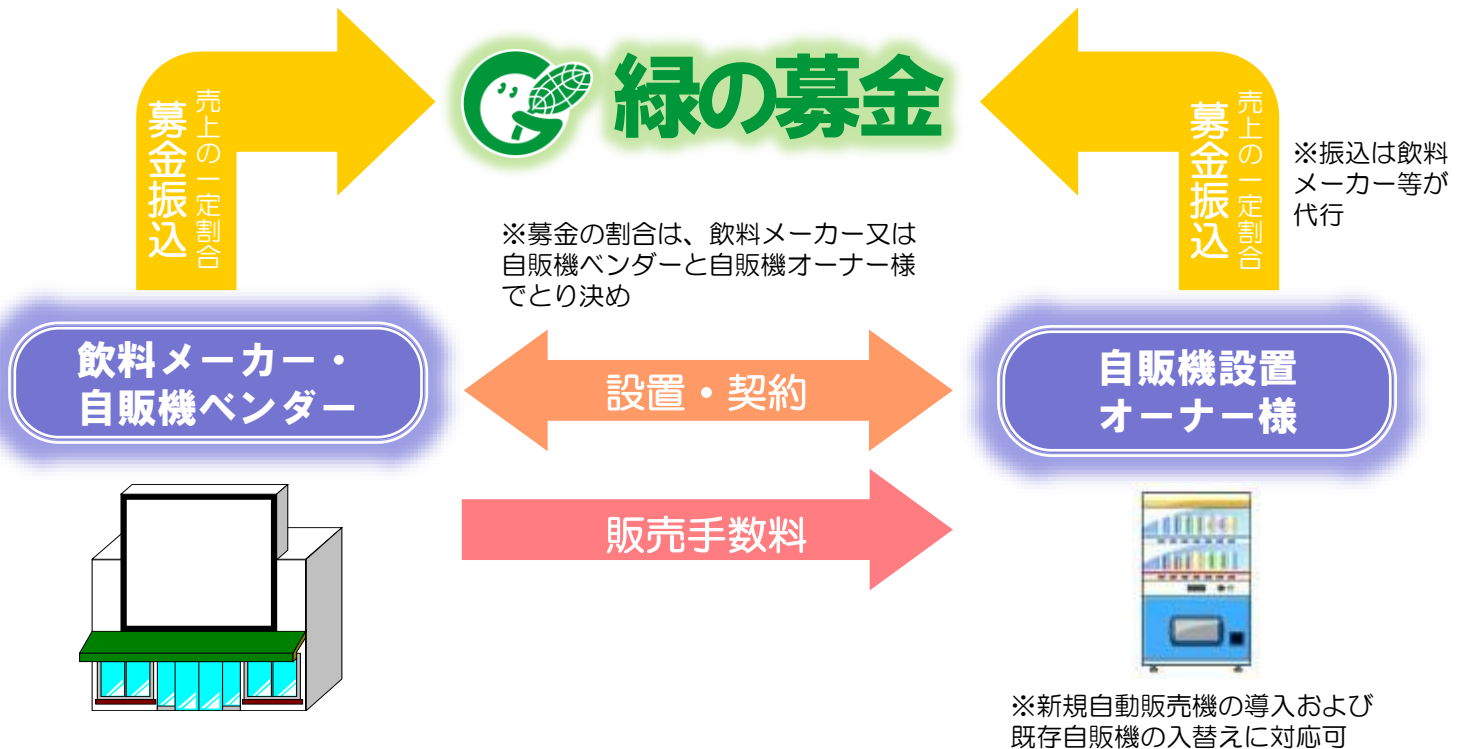 緑の募金
売上の一定割合
募金振込
売上の一定割合
募金振込
※振込は飲料
メーカー等が
代行
※募金の割合は、飲料メーカー又は
自販機ベンダーと自販機オーナー様
でとり決め
飲料メーカー・
自販機ベンダー
設置・契約
自販機設置
オーナー様
販売手数料
※新規自動販売機の導入および
既存自販機の入替えに対応可